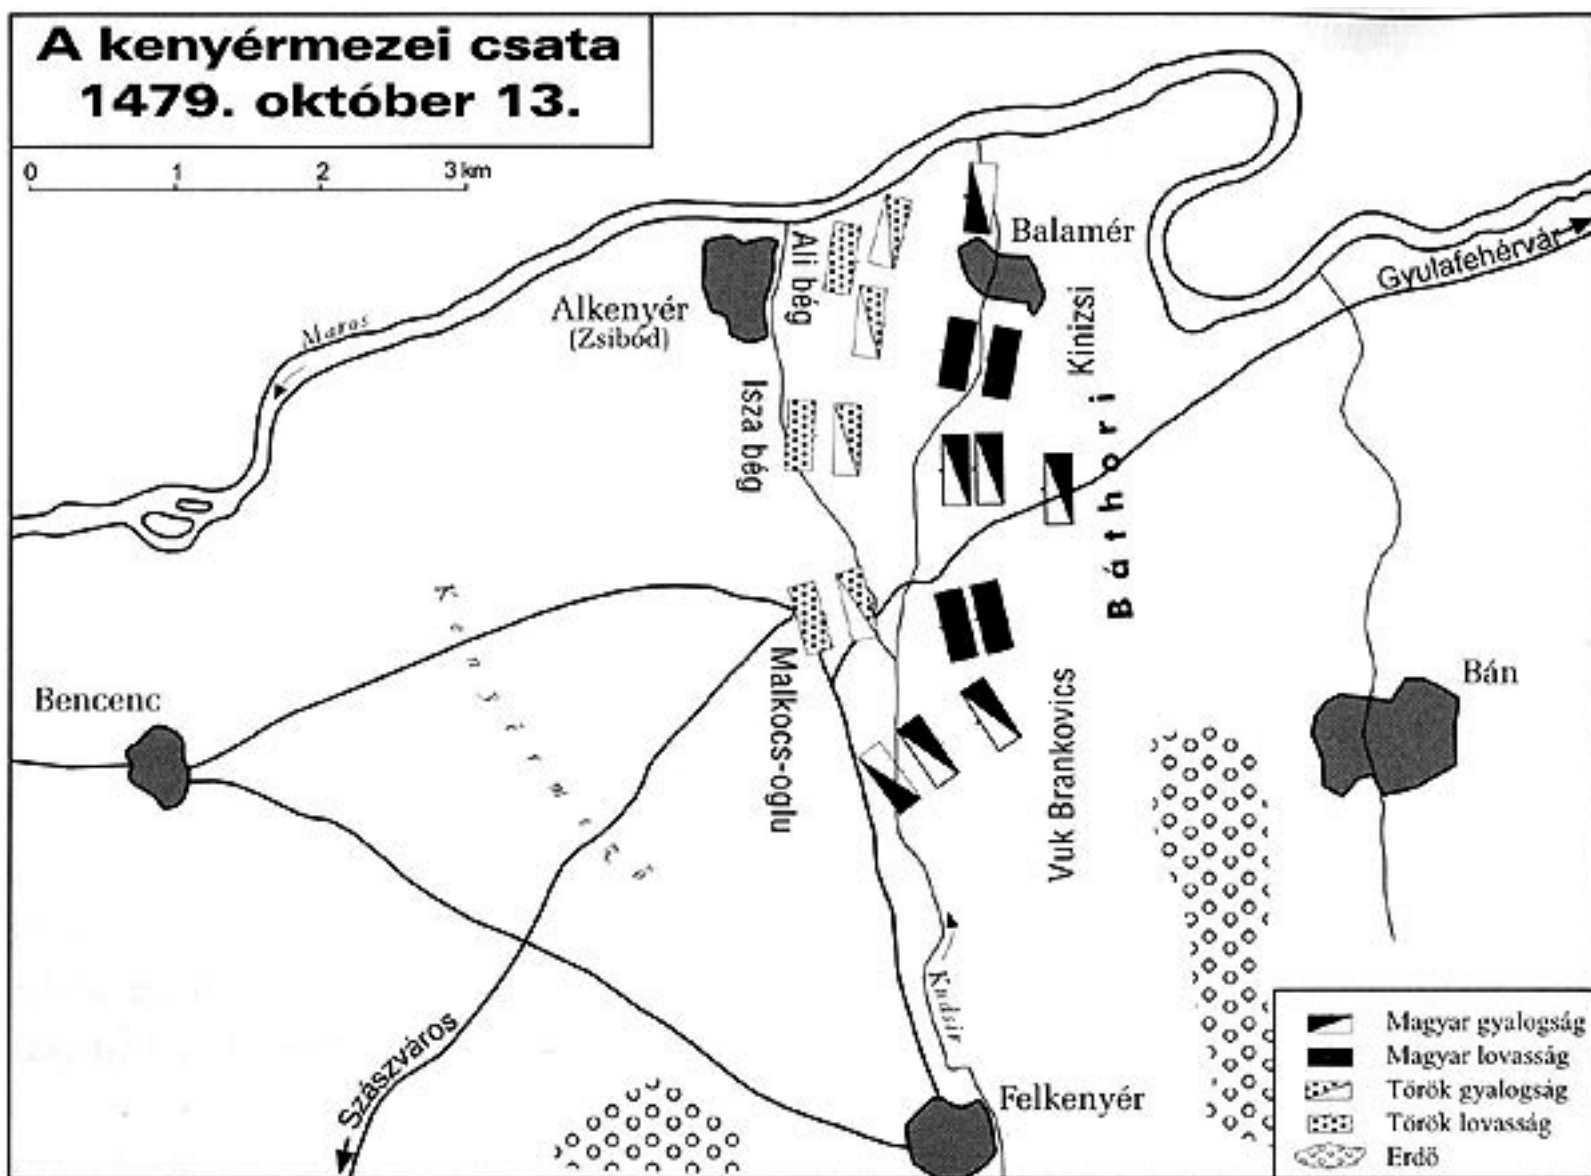 A kenyérmezei csata
1479. október 13.
0 1 2 3 km
Maros
Alkenyér
(Zsibód)
Ali bég
Isza bég
Balamér
Kinizsi
Báthori
Gyulafehérvár
Kenyérmező
Malkocs-oglu
Vuk Brankovics
Bencenc
Bán
Szászváros
Kudsir
Felkenyér
Magyar gyalogság
Magyar lovasság
Török gyalogság
Török lovasság
Erdő